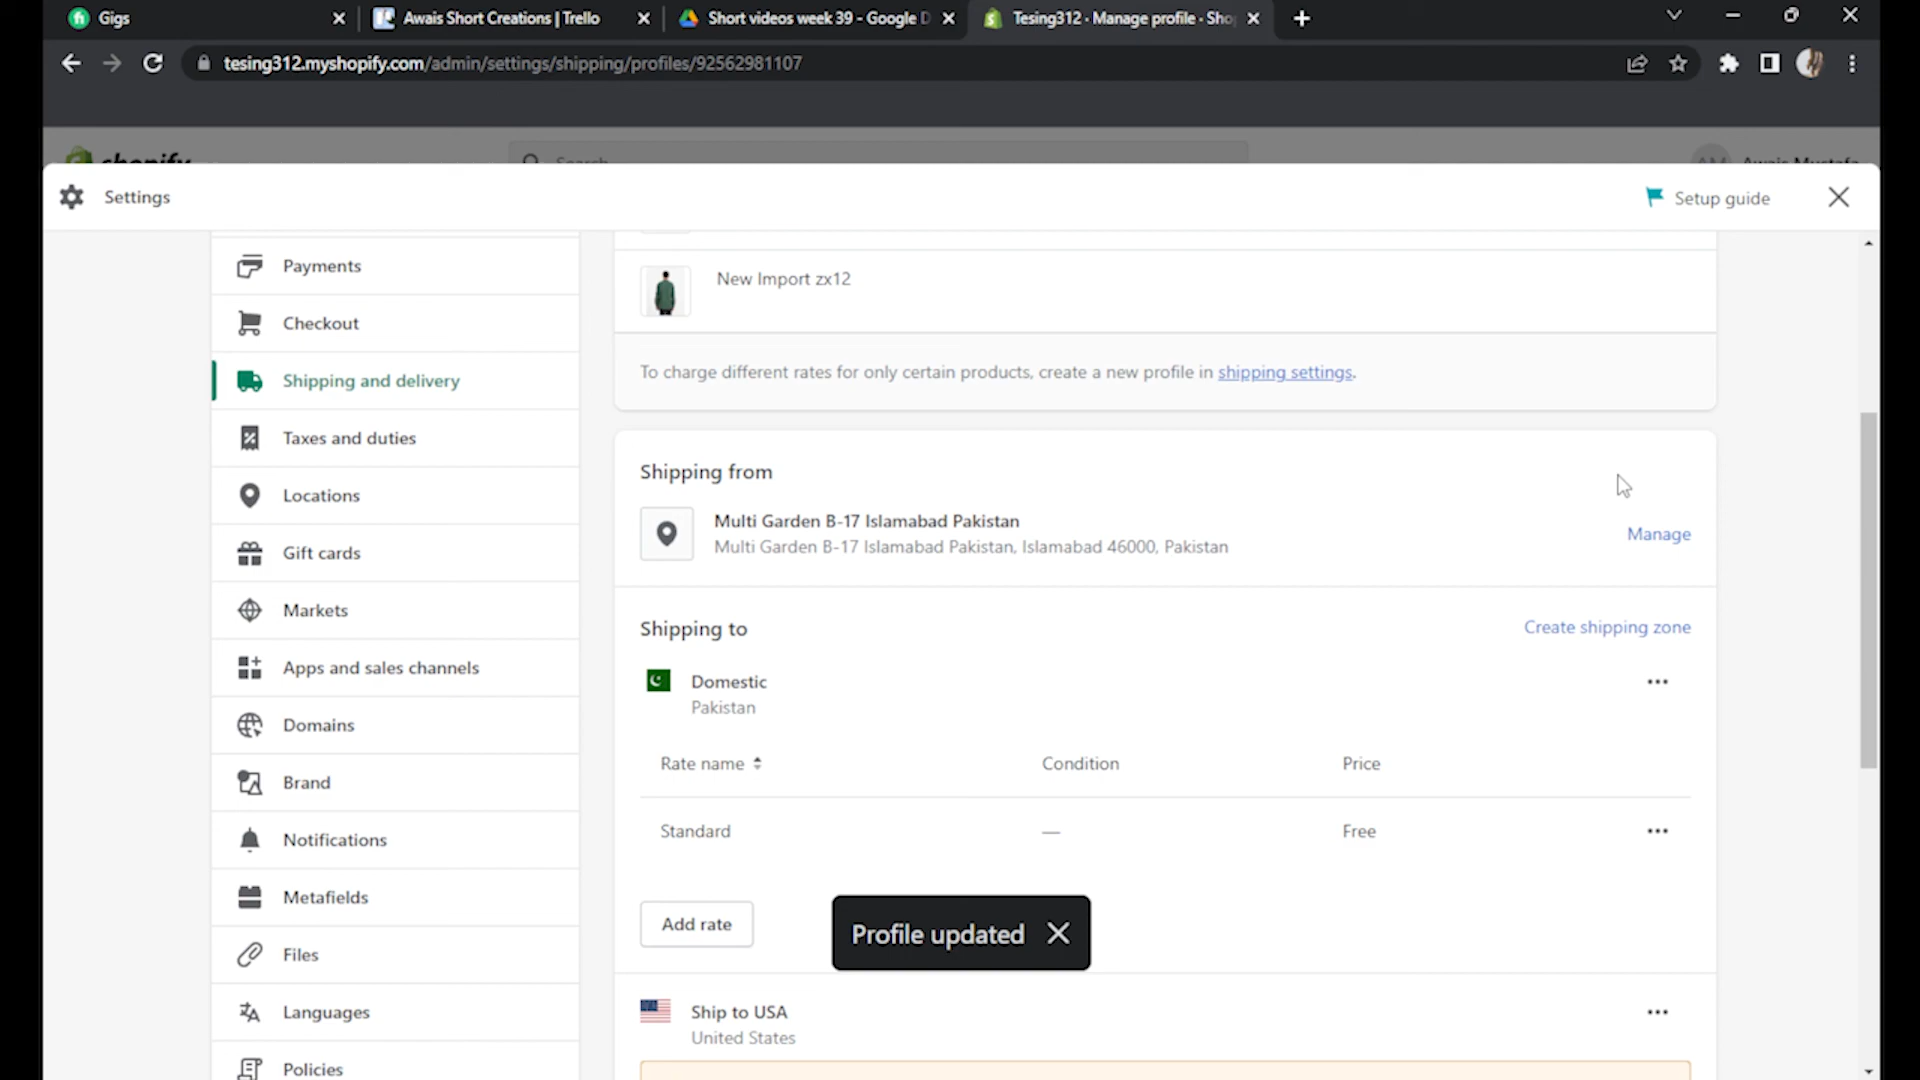 Gigs
Awais Short Creations | Trello
Short videos week 39 - Google D
Tesing312 · Manage profile · Sho
tesing312.myshopify.com/admin/settings/shipping/profiles/92562981107
shopify
Search
Awais Mustafa
Settings
Setup guide
Payments
Checkout
Shipping and delivery
Taxes and duties
Locations
Gift cards
Markets
Apps and sales channels
Domains
Brand
Notifications
Metafields
Files
Languages
Policies
New Import zx12
To charge different rates for only certain products, create a new profile in shipping settings.
Shipping from
Multi Garden B-17 Islamabad Pakistan
Multi Garden B-17 Islamabad Pakistan, Islamabad 46000, Pakistan
Manage
Shipping to
Create shipping zone
Domestic
Pakistan
Rate name Condition Price
Standard — Free
Add rate
Profile updated
Ship to USA
United States